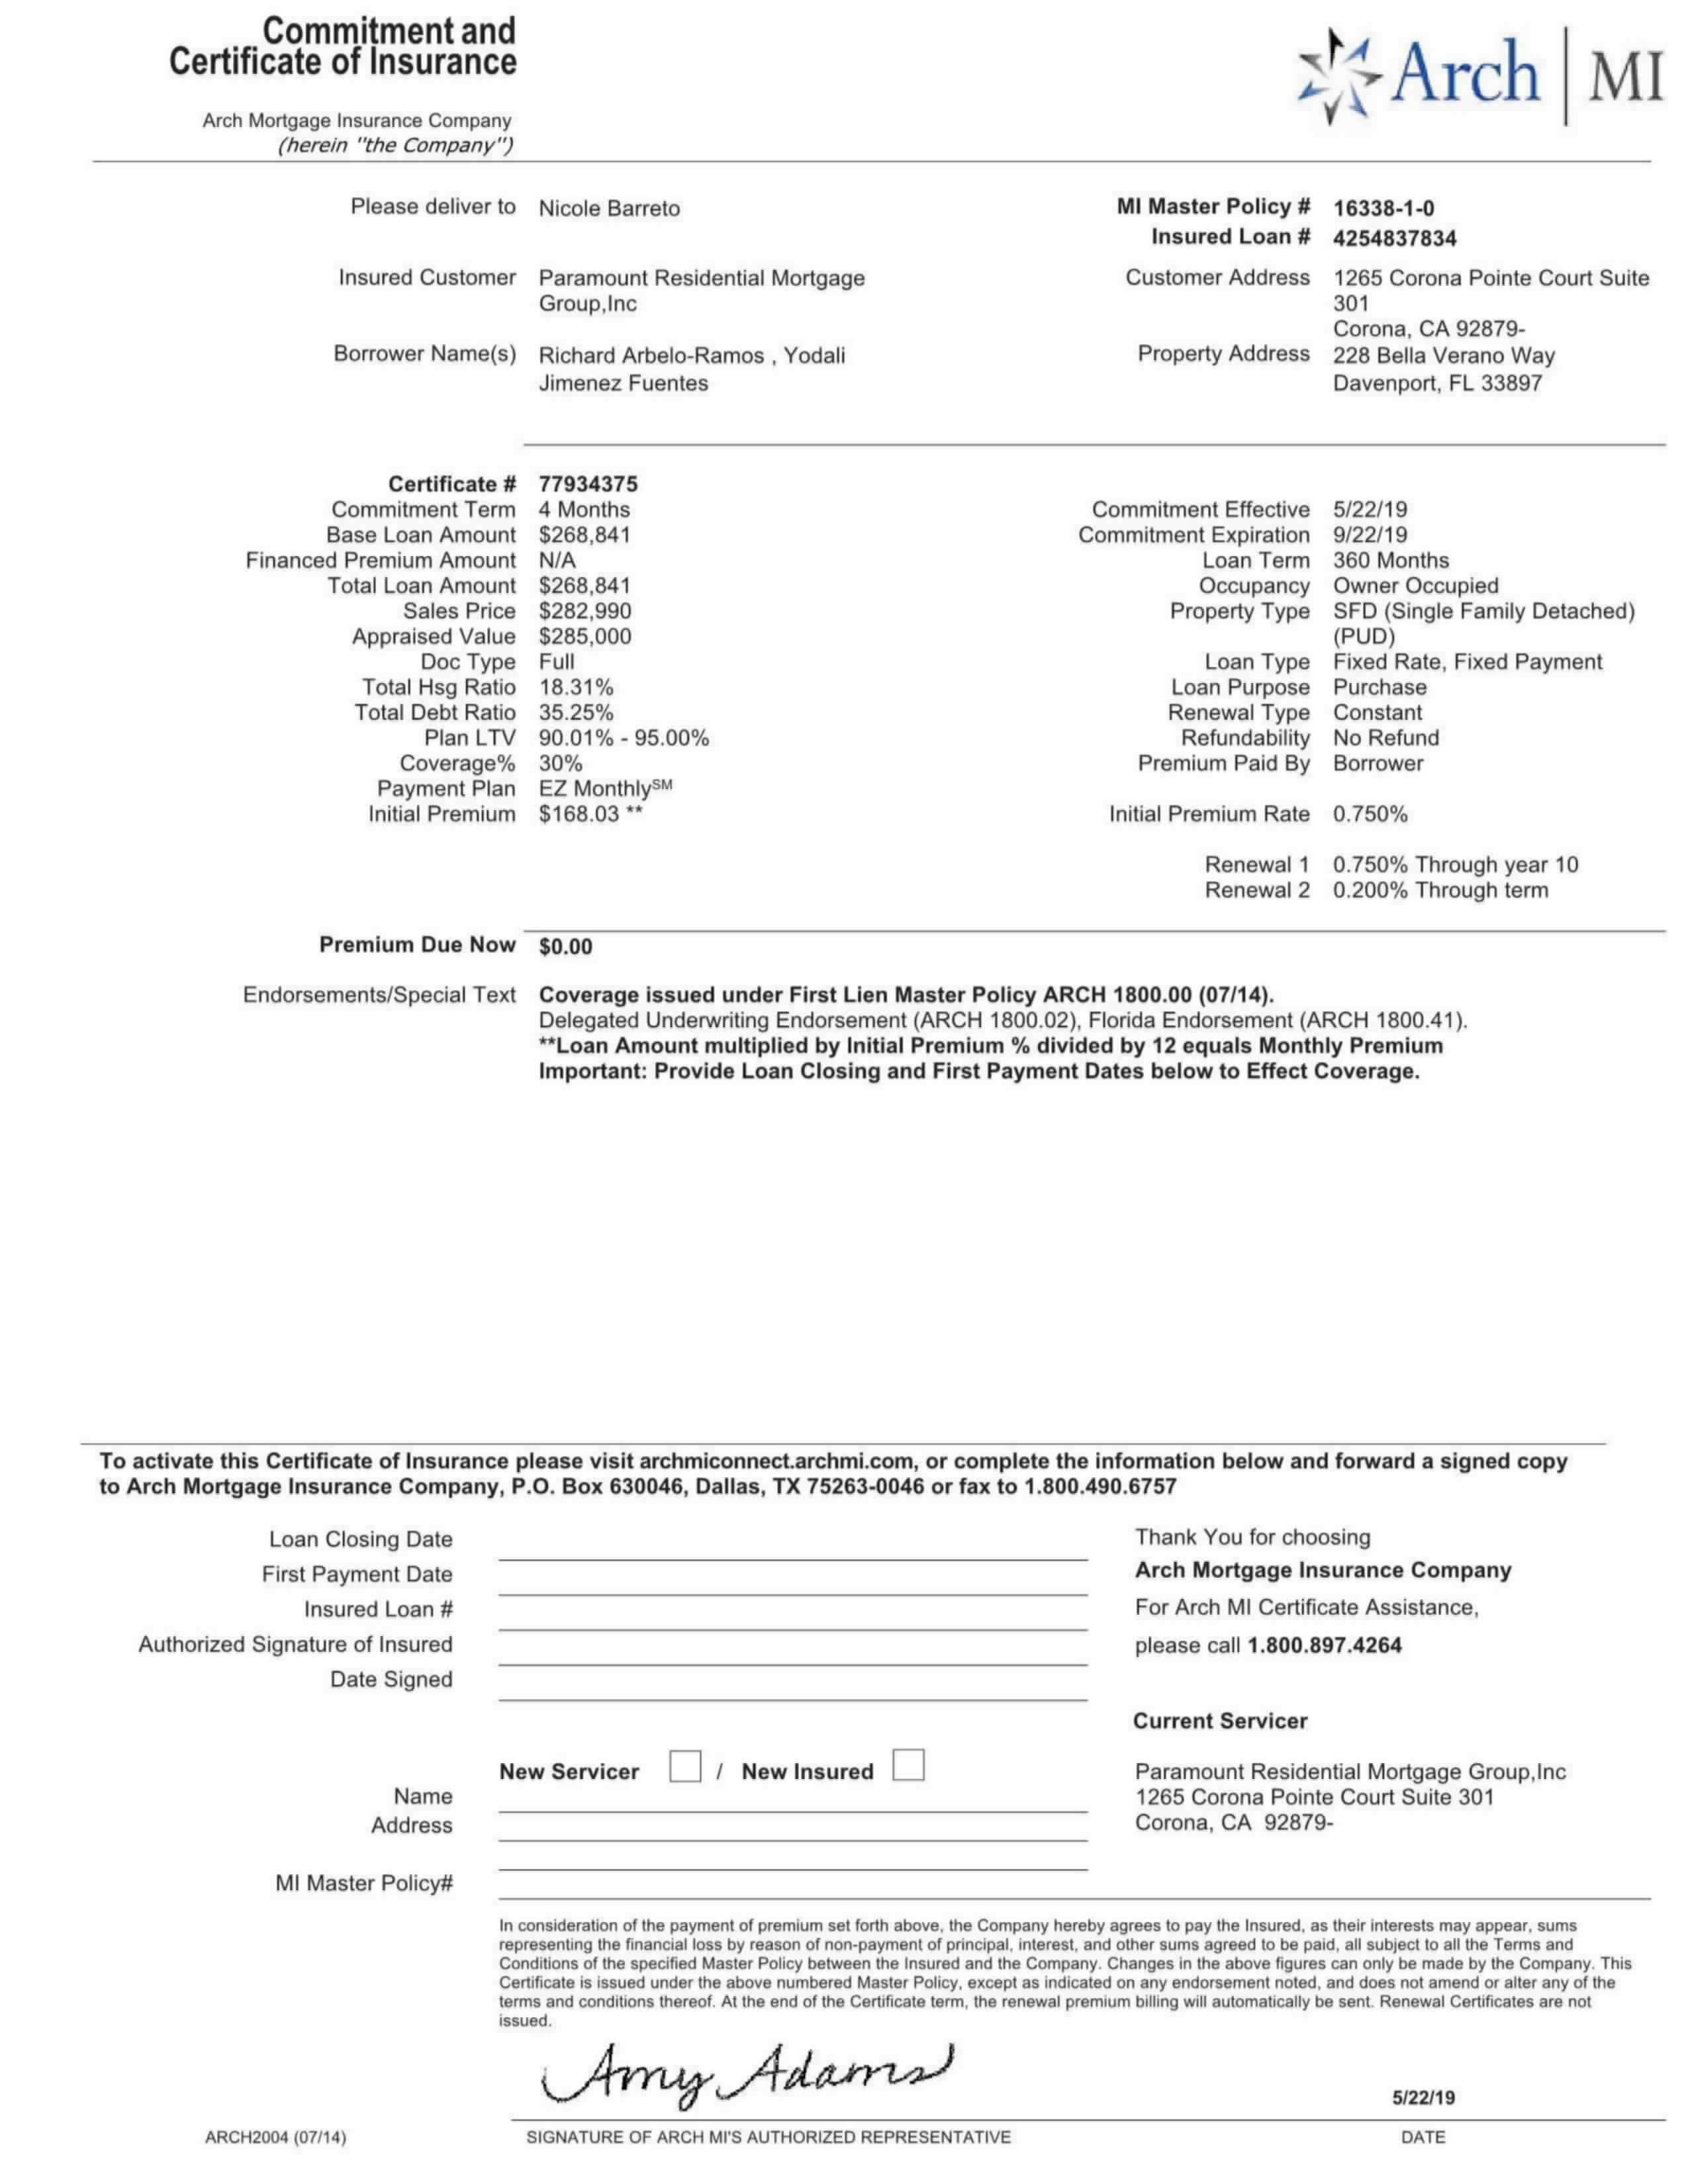 Commitment and
Certificate of Insurance
Arch | MI
Arch Mortgage Insurance Company
(herein "the Company")
Please deliver to Nicole Barreto
MI Master Policy # 16338-1-0
Insured Loan # 4254837834
Insured Customer Paramount Residential Mortgage
Group,Inc
Customer Address 1265 Corona Pointe Court Suite
301
Corona, CA 92879-
Borrower Name(s) Richard Arbelo-Ramos , Yodali
Jimenez Fuentes
Property Address 228 Bella Verano Way
Davenport, FL 33897
Certificate # 77934375
Commitment Term 4 Months
Base Loan Amount $268,841
Financed Premium Amount N/A
Total Loan Amount $268,841
Sales Price $282,990
Appraised Value $285,000
Doc Type Full
Total Hsg Ratio 18.31%
Total Debt Ratio 35.25%
Plan LTV 90.01% - 95.00%
Coverage% 30%
Payment Plan EZ MonthlySM
Initial Premium $168.03 **
Commitment Effective 5/22/19
Commitment Expiration 9/22/19
Loan Term 360 Months
Occupancy Owner Occupied
Property Type SFD (Single Family Detached)
(PUD)
Loan Type Fixed Rate, Fixed Payment
Loan Purpose Purchase
Renewal Type Constant
Refundability No Refund
Premium Paid By Borrower
Initial Premium Rate 0.750%
Renewal 1 0.750% Through year 10
Renewal 2 0.200% Through term
Premium Due Now $0.00
Endorsements/Special Text Coverage issued under First Lien Master Policy ARCH 1800.00 (07/14).
Delegated Underwriting Endorsement (ARCH 1800.02), Florida Endorsement (ARCH 1800.41).
**Loan Amount multiplied by Initial Premium % divided by 12 equals Monthly Premium
Important: Provide Loan Closing and First Payment Dates below to Effect Coverage.
To activate this Certificate of Insurance please visit archmiconnect.archmi.com, or complete the information below and forward a signed copy
to Arch Mortgage Insurance Company, P.O. Box 630046, Dallas, TX 75263-0046 or fax to 1.800.490.6757
Loan Closing Date
First Payment Date
Insured Loan #
Authorized Signature of Insured
Date Signed
Thank You for choosing
Arch Mortgage Insurance Company
For Arch MI Certificate Assistance,
please call 1.800.897.4264
Current Servicer
New Servicer / New Insured
Name
Address
MI Master Policy#
Paramount Residential Mortgage Group,Inc
1265 Corona Pointe Court Suite 301
Corona, CA 92879-
In consideration of the payment of premium set forth above, the Company hereby agrees to pay the Insured, as their interests may appear, sums
representing the financial loss by reason of non-payment of principal, interest, and other sums agreed to be paid, all subject to all the Terms and
Conditions of the specified Master Policy between the Insured and the Company. Changes in the above figures can only be made by the Company. This
Certificate is issued under the above numbered Master Policy, except as indicated on any endorsement noted, and does not amend or alter any of the
terms and conditions thereof. At the end of the Certificate term, the renewal premium billing will automatically be sent. Renewal Certificates are not
issued.
Amy Adams
5/22/19
ARCH2004 (07/14)
SIGNATURE OF ARCH MI'S AUTHORIZED REPRESENTATIVE
DATE